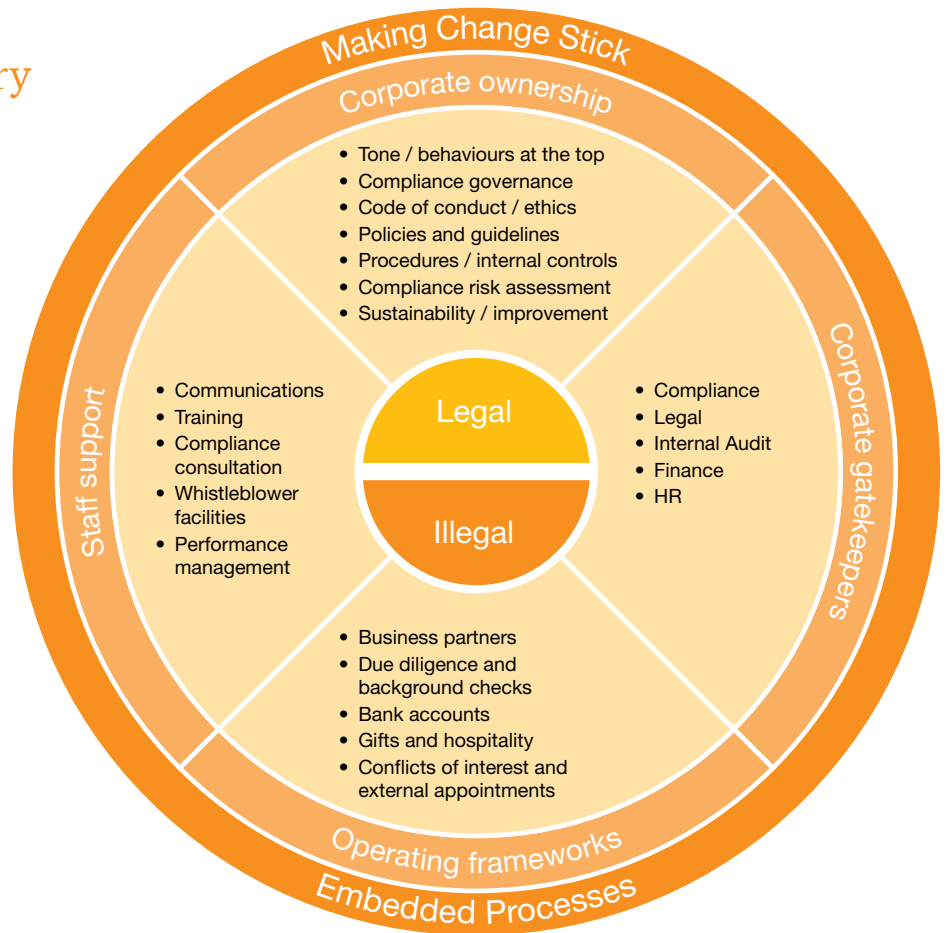 Making Change Stick
Corporate ownership
• Tone / behaviours at the top
• Compliance governance
• Code of conduct / ethics
• Policies and guidelines
• Procedures / internal controls
• Compliance risk assessment
• Sustainability / improvement
Staff support
• Communications
• Training
• Compliance
consultation
• Whistleblower
facilities
• Performance
management
Legal
Illegal
• Compliance
• Legal
• Internal Audit
• Finance
• HR
Corporate gatekeepers
• Business partners
• Due diligence and
background checks
• Bank accounts
• Gifts and hospitality
• Conflicts of interest and
external appointments
Operating frameworks
Embedded Processes